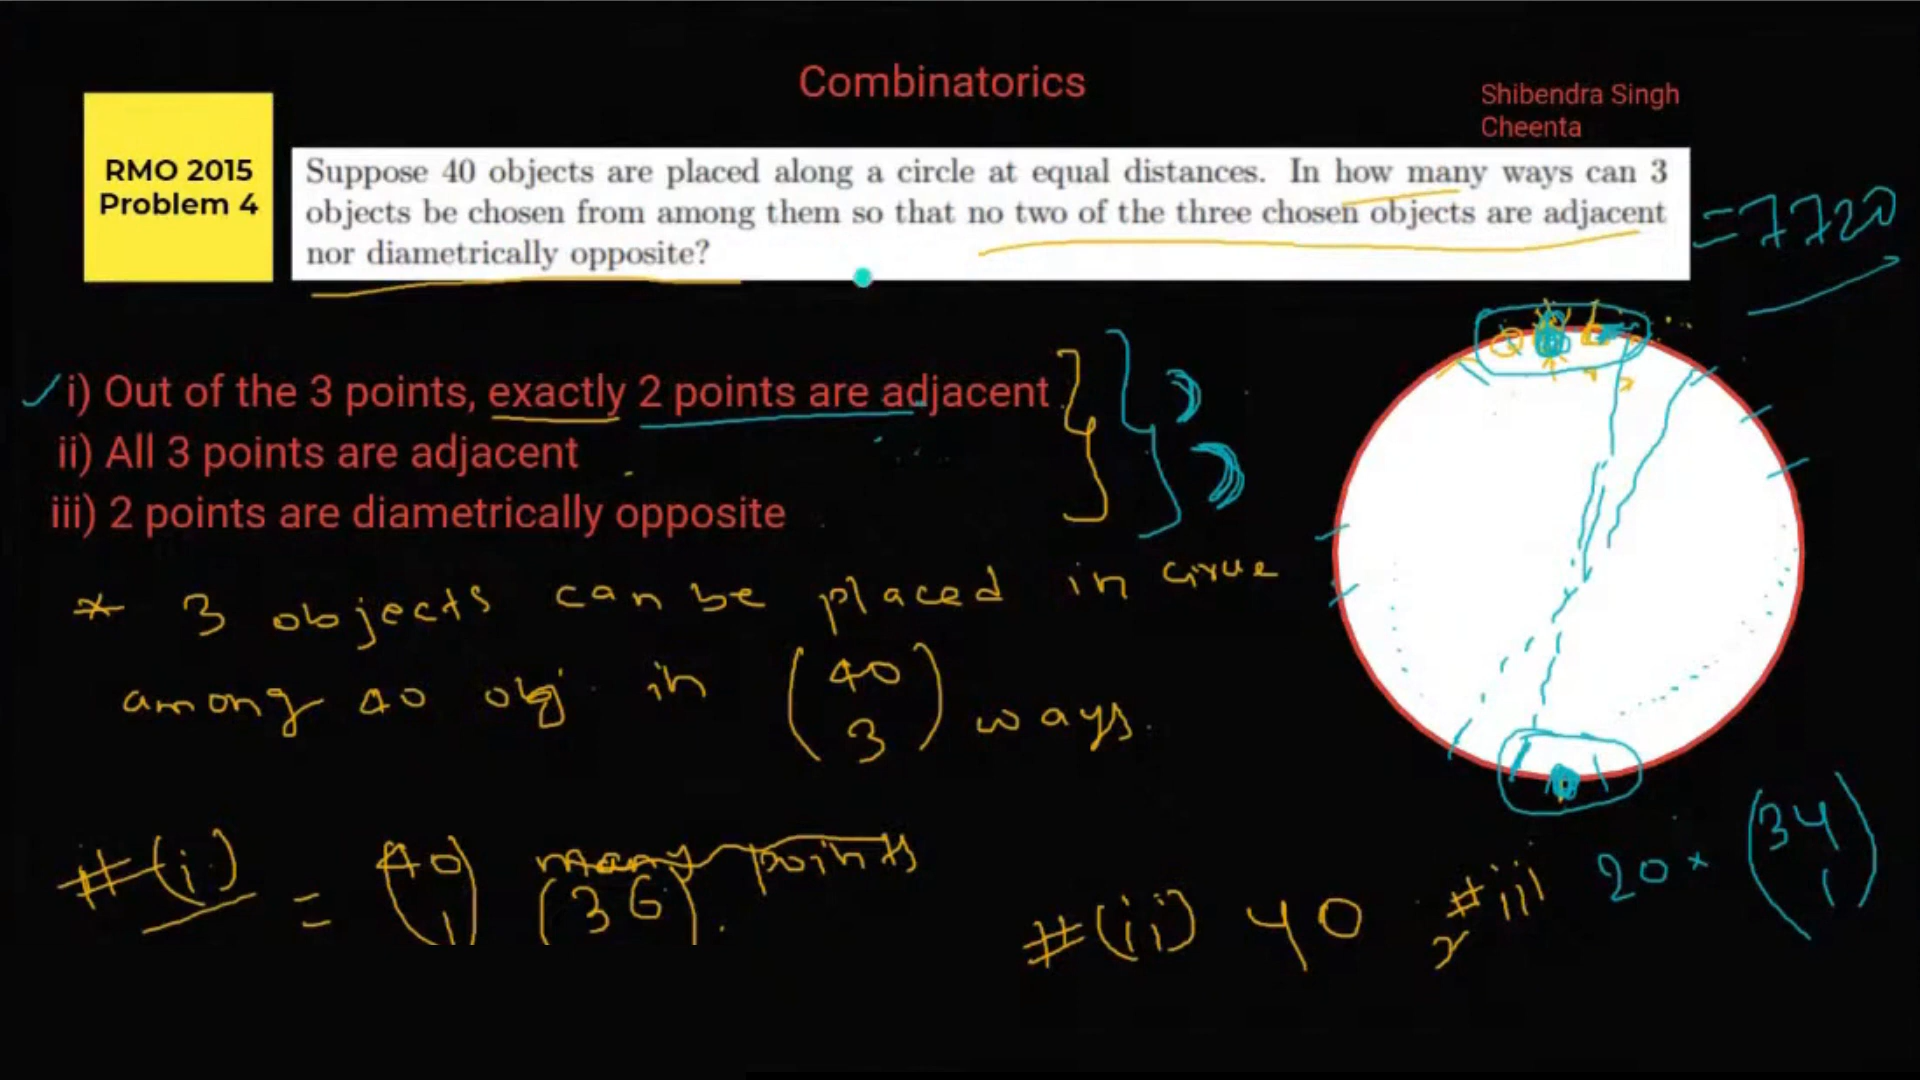 Combinatorics
Shibendra Singh
Cheenta
RMO 2015
Problem 4
Suppose 40 objects are placed along a circle at equal distances. In how many ways can 3
objects be chosen from among them so that no two of the three chosen objects are adjacent
nor diametrically opposite?
=7720
i) Out of the 3 points, exactly 2 points are adjacent
ii) All 3 points are adjacent
iii) 2 points are diametrically opposite
* 3 objects can be placed in
among 40 obj in (40 3) ways.
#(i) = (40 1) (36). many points
#(ii) 40
#iii 20 × (34 1)